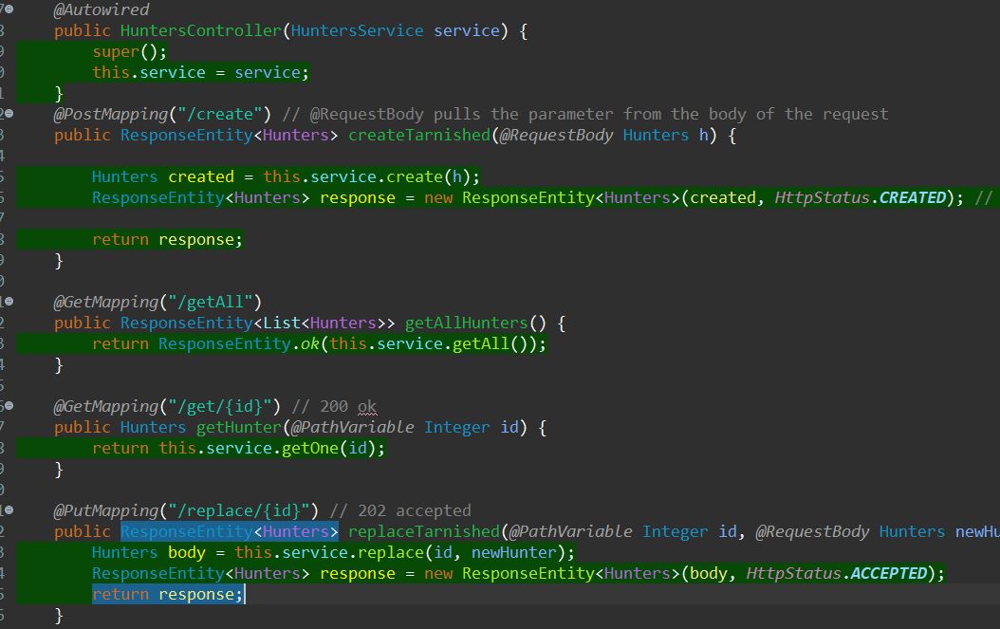 @Autowired
public HuntersController(HuntersService service) {
super();
this.service = service;
}
@PostMapping("/create") // @RequestBody pulls the parameter from the body of the request
public ResponseEntity<Hunters> createTarnished(@RequestBody Hunters h) {
Hunters created = this.service.create(h);
ResponseEntity<Hunters> response = new ResponseEntity<Hunters>(created, HttpStatus.CREATED); //
return response;
}
@GetMapping("/getAll")
public ResponseEntity<List<Hunters>> getAllHunters() {
return ResponseEntity.ok(this.service.getAll());
}
@GetMapping("/get/{id}") // 200 ok
public Hunters getHunter(@PathVariable Integer id) {
return this.service.getOne(id);
}
@PutMapping("/replace/{id}") // 202 accepted
public ResponseEntity<Hunters> replaceTarnished(@PathVariable Integer id, @RequestBody Hunters newHu
Hunters body = this.service.replace(id, newHunter);
ResponseEntity<Hunters> response = new ResponseEntity<Hunters>(body, HttpStatus.ACCEPTED);
return response;
}